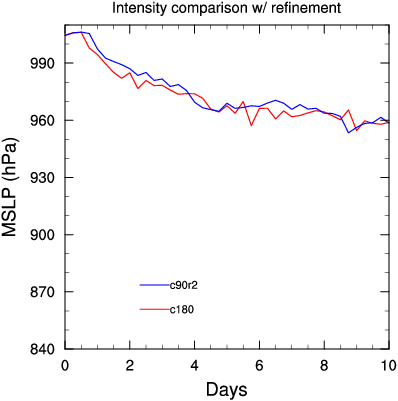 Intensity comparison w/ refinement
990
960
930
900
870
840
MSLP (hPa)
c90r2
c180
0 2 4 6 8 10
Days